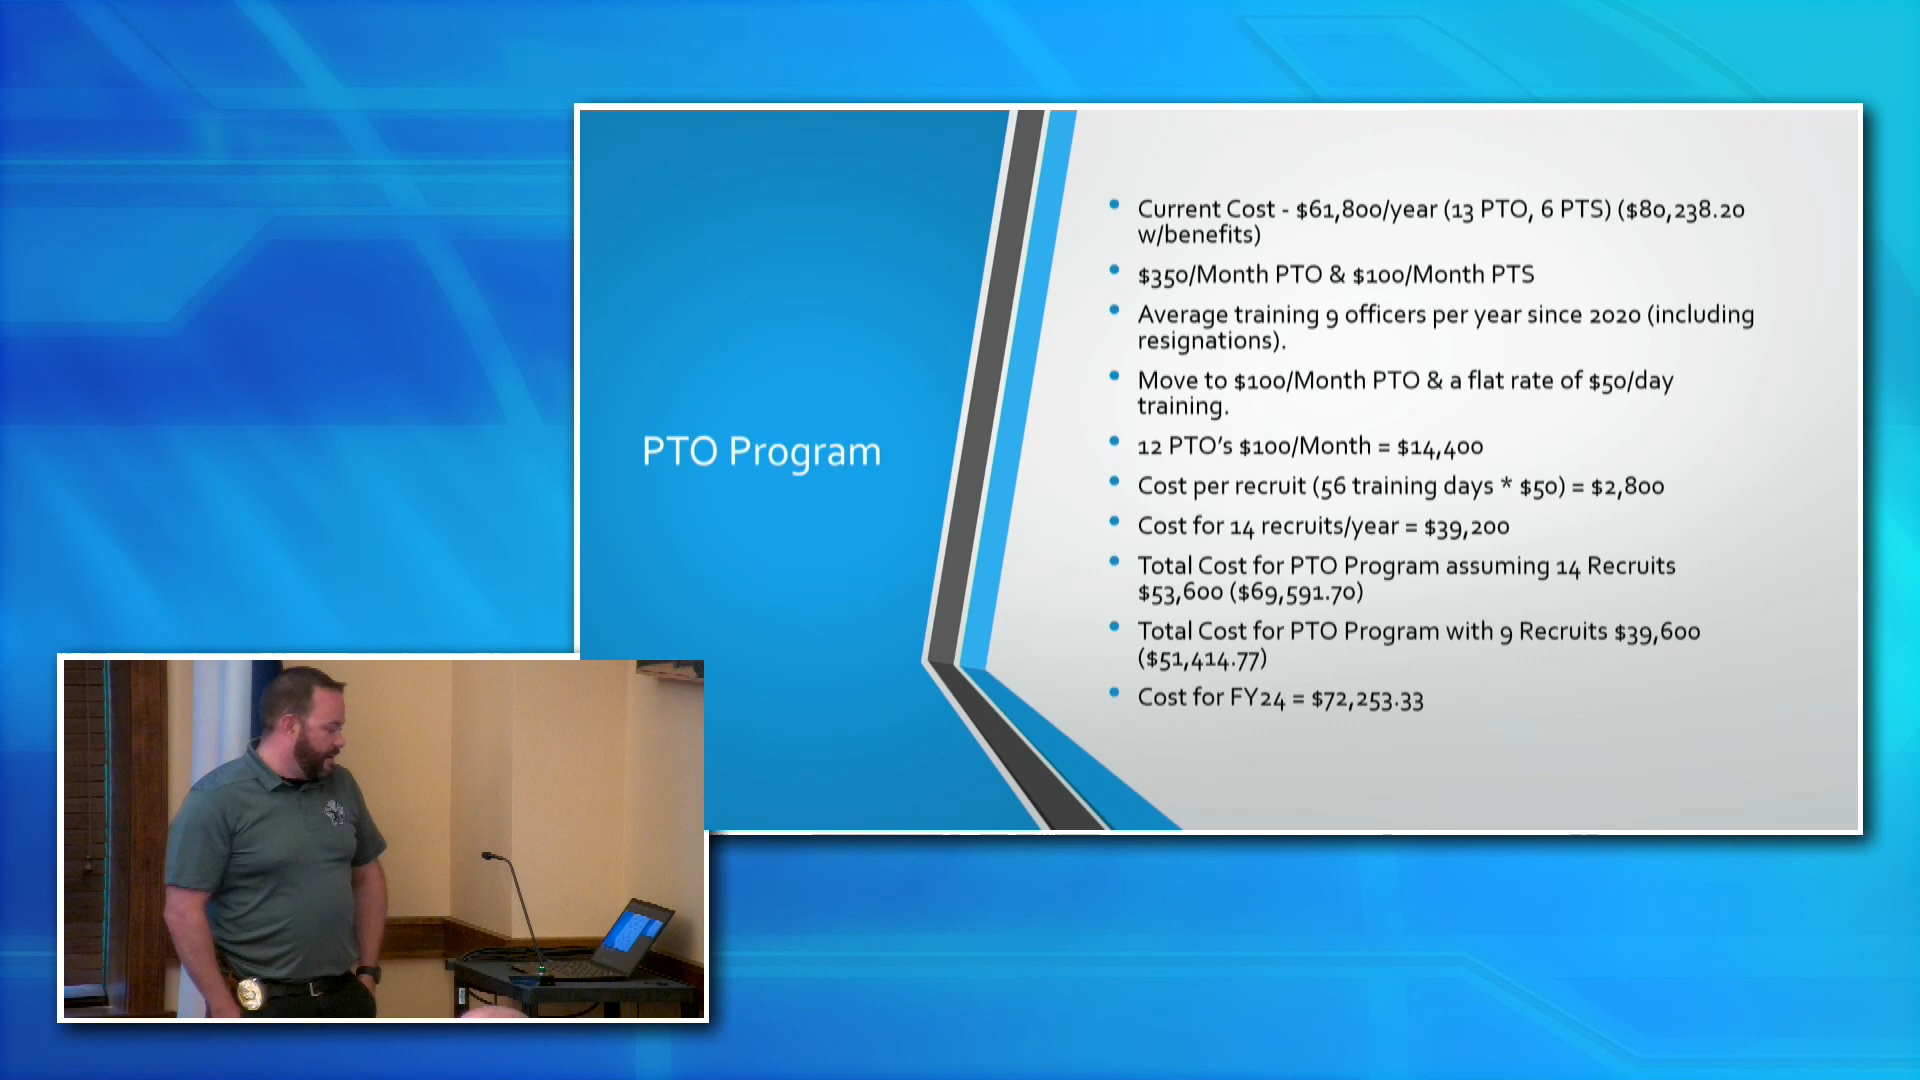 PTO Program
Current Cost - $61,800/year (13 PTO, 6 PTS) ($80,238.20
w/benefits)
$350/Month PTO & $100/Month PTS
Average training 9 officers per year since 2020 (including
resignations).
Move to $100/Month PTO & a flat rate of $50/day
training.
12 PTO's $100/Month = $14,400
Cost per recruit (56 training days * $50) = $2,800
Cost for 14 recruits/year = $39,200
Total Cost for PTO Program assuming 14 Recruits
$53,600 ($69,591.70)
Total Cost for PTO Program with 9 Recruits $39,600
($51,414.77)
Cost for FY24 = $72,253.33